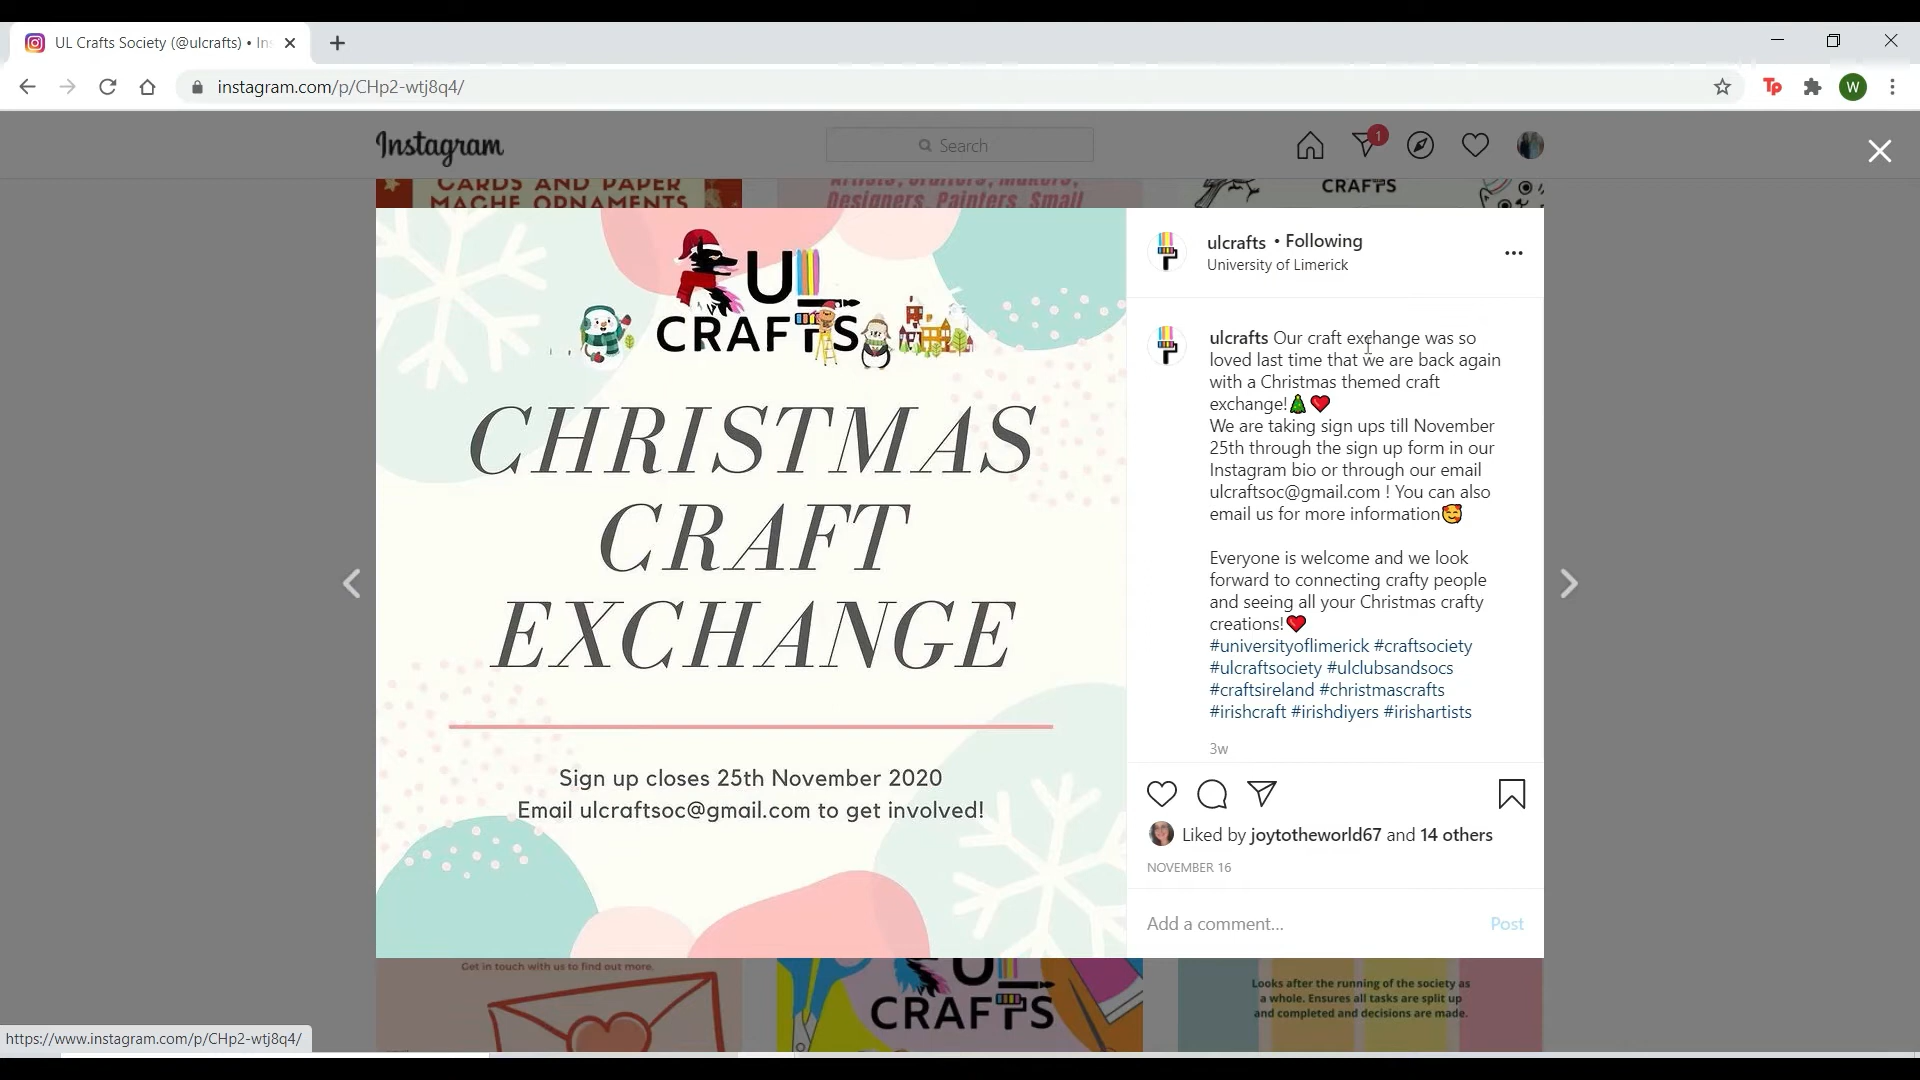 UL Crafts Society (@ulcrafts) • Ins
instagram.com/p/CHp2-wtj8q4/
Tp
W
Instagram
Search
1
CARDS AND PAPER
MACHE ORNAMENTS
Artists, Crafters, Makers,
Designers, Painters, Small
CRAFTS
UL
CRAFTS
CHRISTMAS
CRAFT
EXCHANGE
Sign up closes 25th November 2020
Email ulcraftsoc@gmail.com to get involved!
ulcrafts • Following
University of Limerick
ulcrafts Our craft exchange was so
loved last time that we are back again
with a Christmas themed craft
exchange!🎄❤️
We are taking sign ups till November
25th through the sign up form in our
Instagram bio or through our email
ulcraftsoc@gmail.com ! You can also
email us for more information🥰
Everyone is welcome and we look
forward to connecting crafty people
and seeing all your Christmas crafty
creations!❤️
#universityoflimerick #craftsociety
#ulcraftsociety #ulclubsandsocs
#craftsireland #christmascrafts
#irishcraft #irishdiyers #irishartists
3w
Liked by joytotheworld67 and 14 others
NOVEMBER 16
Add a comment...
Post
Get in touch with us to find out more.
UL
CRAFTS
Looks after the running of the society as
a whole. Ensures all tasks are split up
and completed and decisions are made.
https://www.instagram.com/p/CHp2-wtj8q4/